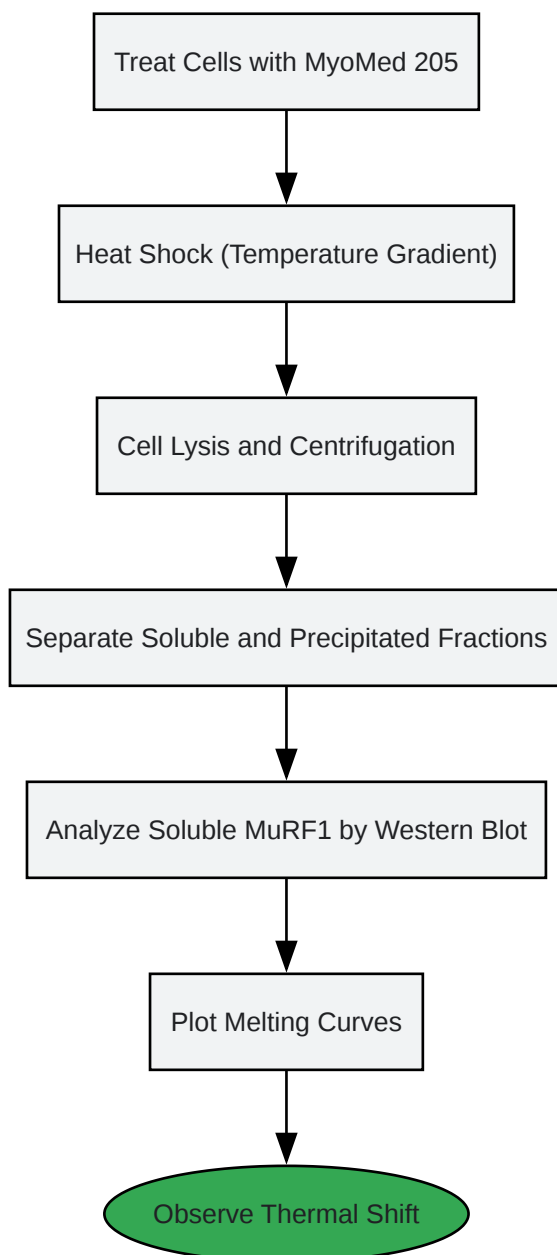 Treat Cells with MyoMed 205
Heat Shock (Temperature Gradient)
Cell Lysis and Centrifugation
Separate Soluble and Precipitated Fractions
Analyze Soluble MuRF1 by Western Blot
Plot Melting Curves
Observe Thermal Shift